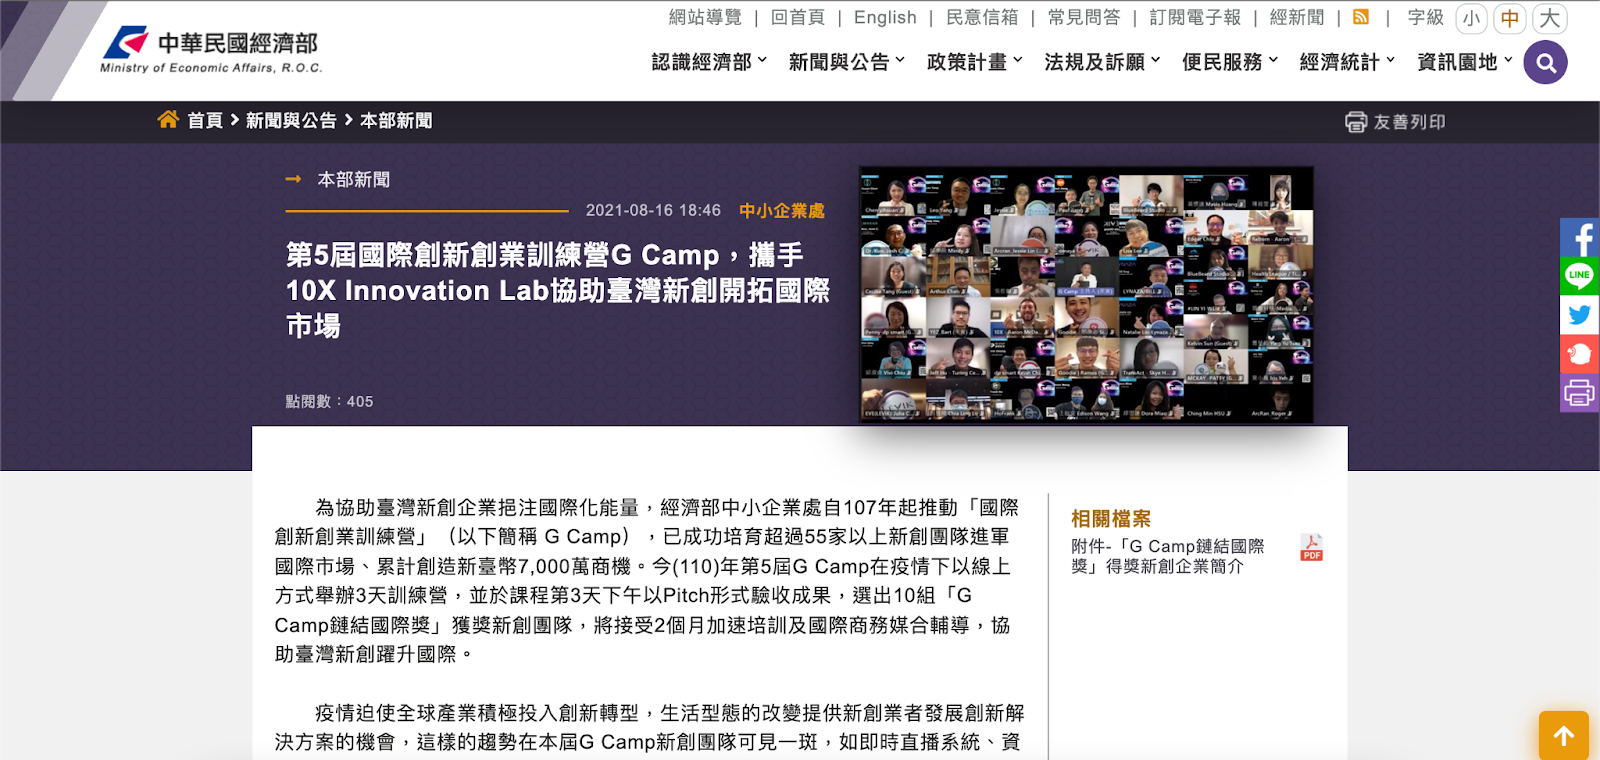 網站導覽 | 回首頁 | English | 民意信箱 | 常見問答 | 訂閱電子報 | 經新聞 | | 字級 小 中 大
中華民國經濟部
Ministry of Economic Affairs, R.O.C.
認識經濟部 新聞與公告 政策計畫 法規及訴願 便民服務 經濟統計 資訊園地
首頁 > 新聞與公告 > 本部新聞
友善列印
本部新聞
2021-08-16 18:46 中小企業處
第5屆國際創新創業訓練營G Camp，攜手
10X Innovation Lab協助臺灣新創開拓國際
市場
點閱數：405
LINE
為協助臺灣新創企業挹注國際化能量，經濟部中小企業處自107年起推動「國際
創新創業訓練營」（以下簡稱 G Camp），已成功培育超過55家以上新創團隊進軍
國際市場、累計創造新臺幣7,000萬商機。今(110)年第5屆G Camp在疫情下以線上
方式舉辦3天訓練營，並於課程第3天下午以Pitch形式驗收成果，選出10組「G
Camp鏈結國際獎」獲獎新創團隊，將接受2個月加速培訓及國際商務媒合輔導，協
助臺灣新創躍升國際。
疫情迫使全球產業積極投入創新轉型，生活型態的改變提供新創業者發展創新解
決方案的機會，這樣的趨勢在本屆G Camp新創團隊可見一斑，如即時直播系統、資
相關檔案
附件-「G Camp鏈結國際
獎」得獎新創企業簡介
PDF